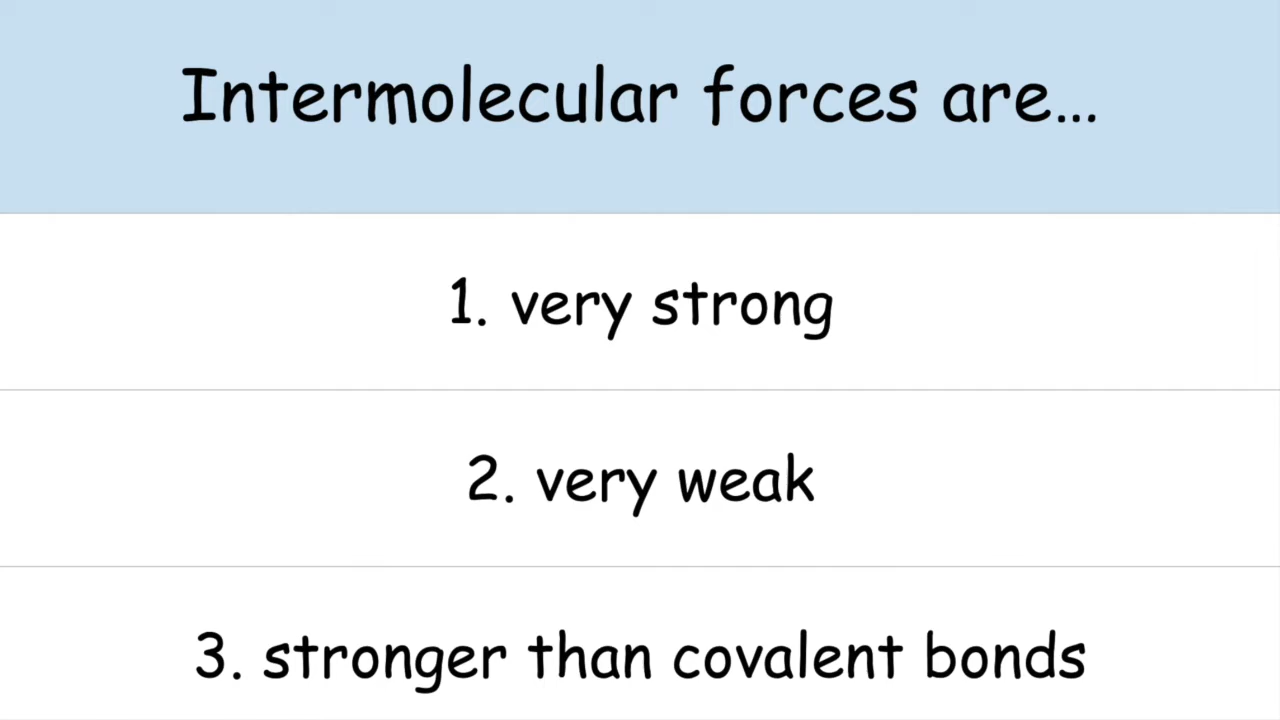 Intermolecular forces are...
1. very strong
2. very weak
3. stronger than covalent bonds